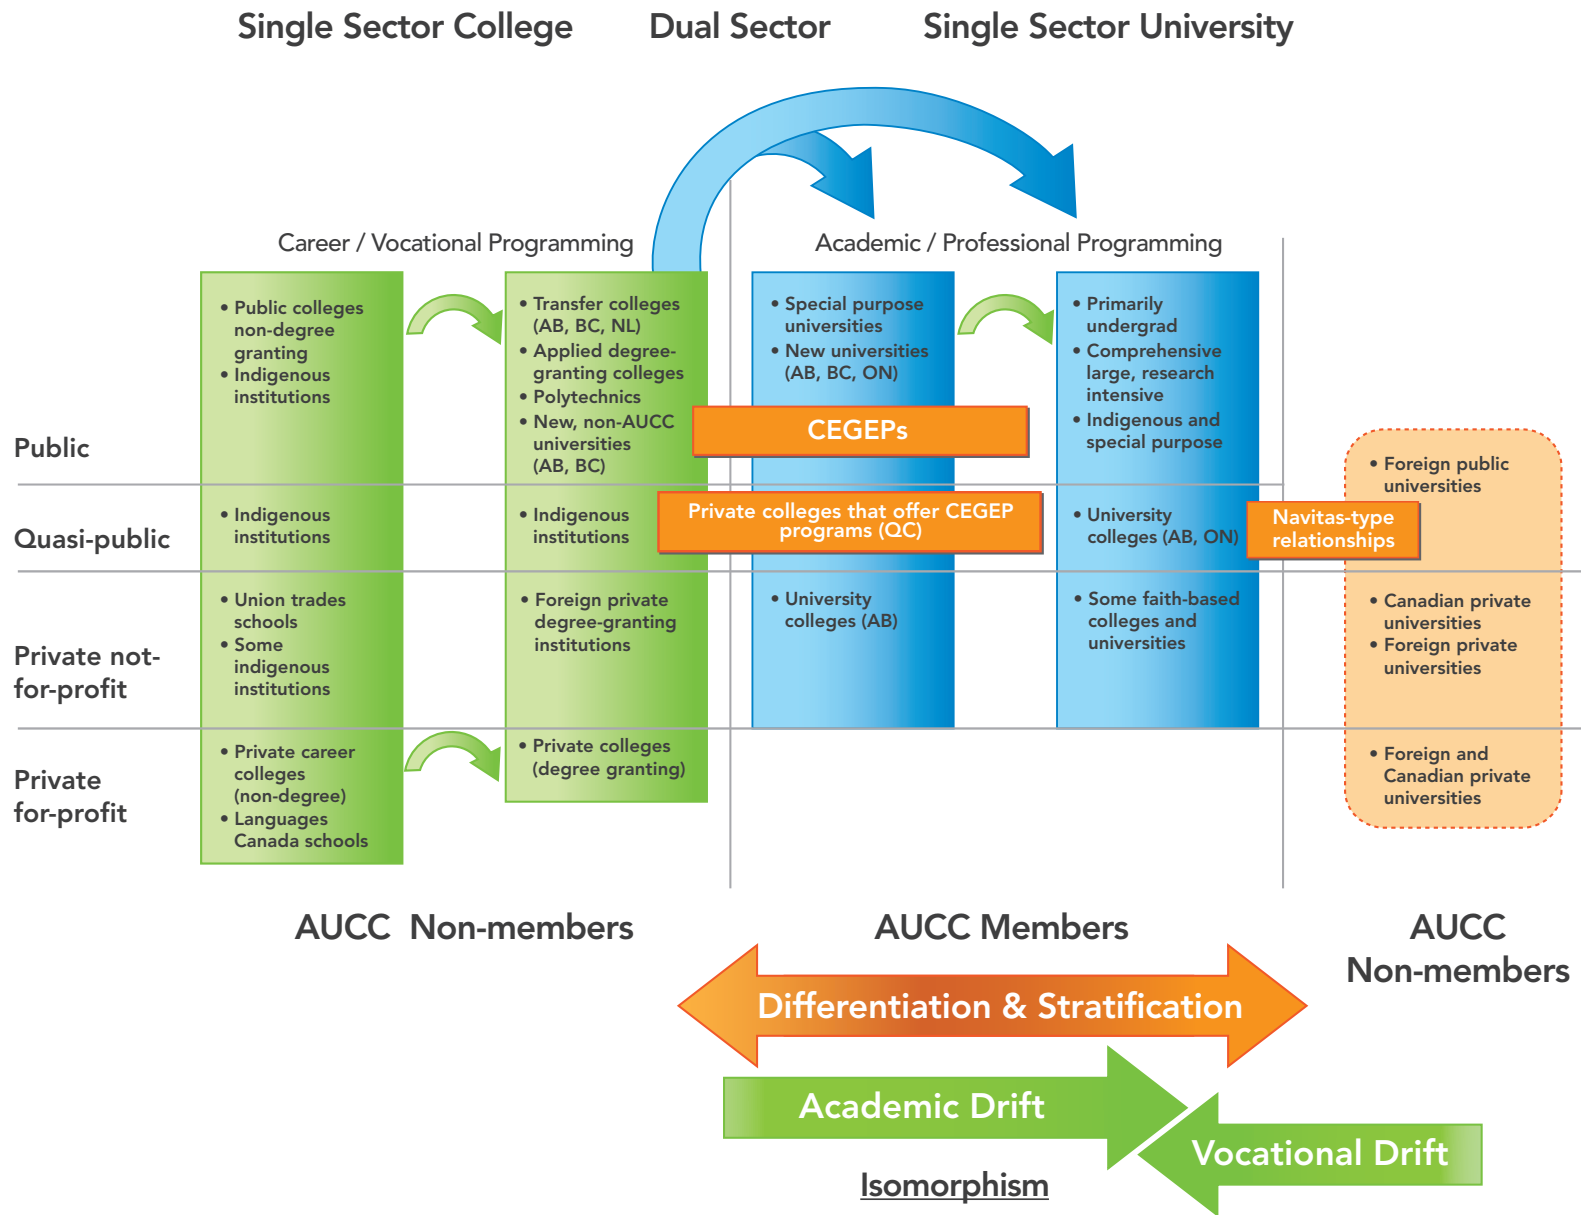 Single Sector College
Dual Sector
Single Sector University
Career / Vocational Programming
Academic / Professional Programming
Public
• Public colleges
non-degree
granting
• Indigenous
institutions
• Transfer colleges
(AB, BC, NL)
• Applied degree-
granting colleges
• Polytechnics
• New, non-AUCC
universities
(AB, BC)
• Special purpose
universities
• New universities
(AB, BC, ON)
CEGEPs
• Primarily
undergrad
• Comprehensive
large, research
intensive
• Indigenous and
special purpose
• Foreign public
universities
Quasi-public
• Indigenous
institutions
• Indigenous
institutions
Private colleges that offer CEGEP
programs (QC)
• University
colleges (AB, ON)
Navitas-type
relationships
Private not-
for-profit
• Union trades
schools
• Some
indigenous
institutions
• Foreign private
degree-granting
institutions
• University
colleges (AB)
• Some faith-based
colleges and
universities
• Canadian private
universities
• Foreign private
universities
Private
for-profit
• Private career
colleges
(non-degree)
• Languages
Canada schools
• Private colleges
(degree granting)
• Foreign and
Canadian private
universities
AUCC Non-members
AUCC Members
AUCC
Non-members
Differentiation & Stratification
Academic Drift
Vocational Drift
Isomorphism